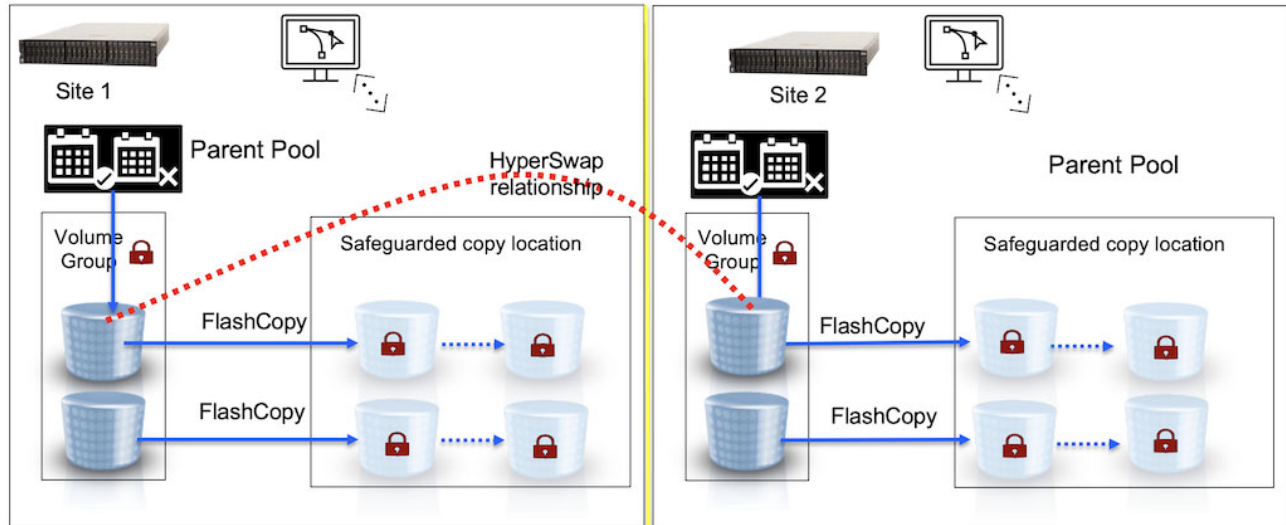 Site 1
Parent Pool
Volume
Group
Safeguarded copy location
FlashCopy
FlashCopy
HyperSwap
relationship
Site 2
Parent Pool
Volume
Group
Safeguarded copy location
FlashCopy
FlashCopy